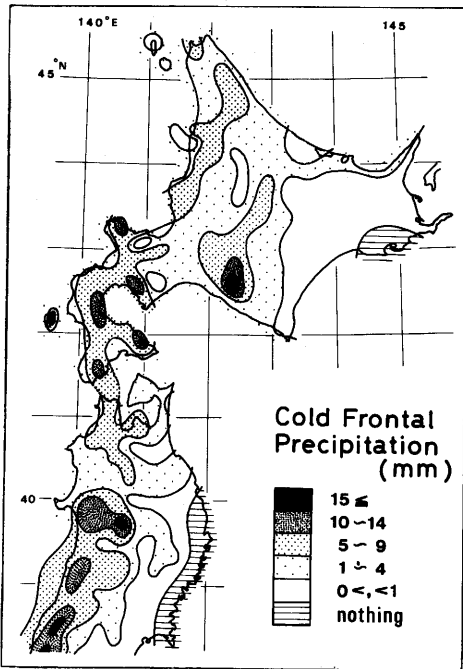 140°E
145
45°N
40
Cold Frontal
Precipitation
(mm)
15≦
10~14
5~9
1~4
0<,<1
nothing